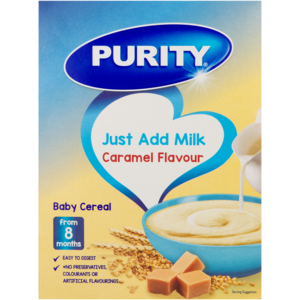 PURITY
Just Add Milk
Caramel Flavour
Baby Cereal
from
8
months
EASY TO DIGEST
*NO PRESERVATIVES,
COLOURANTS OR
ARTIFICIAL FLAVOURINGS
Serving Suggestion